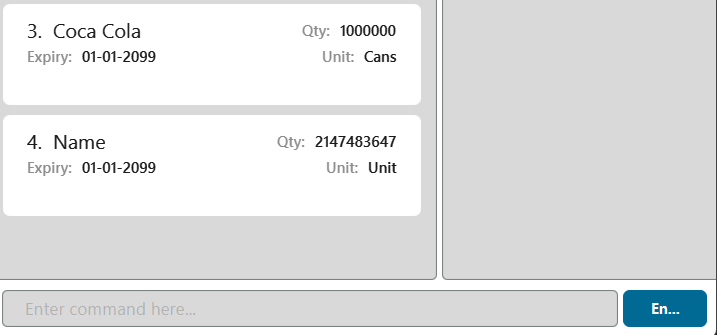 3. Coca Cola Qty: 1000000
Expiry: 01-01-2099 Unit: Cans
4. Name Qty: 2147483647
Expiry: 01-01-2099 Unit: Unit
Enter command here... En...